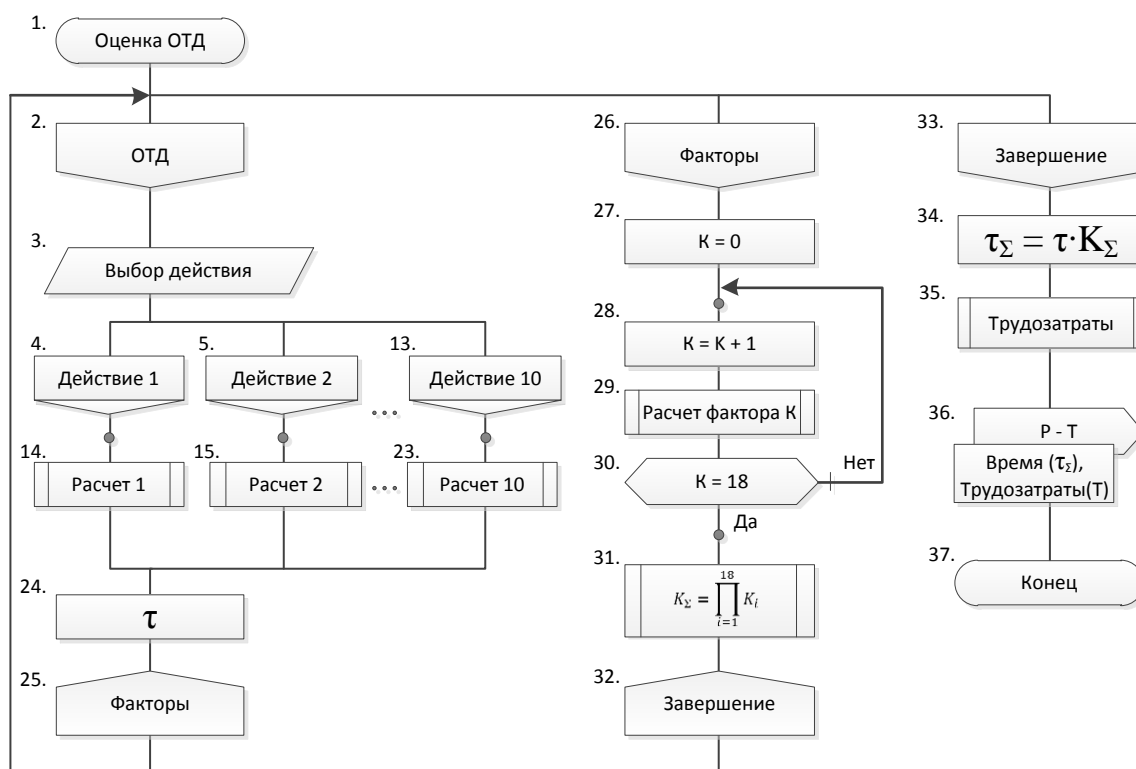 1.
Оценка ОТД
2.
ОТД
3.
Выбор действия
4.
Действие 1
5.
Действие 2
...
13.
Действие 10
14.
Расчет 1
15.
Расчет 2
...
23.
Расчет 10
24.
τ
25.
Факторы
26.
Факторы
27.
К = 0
28.
К = К + 1
29.
Расчет фактора К
30.
К = 18
Нет
Да
31.
K_Σ = ∏_{i=1}^{18} K_i
32.
Завершение
33.
Завершение
34.
τ_Σ = τ·K_Σ
35.
Трудозатраты
36.
Р - Т
Время (τ_Σ),
Трудозатраты(Т)
37.
Конец